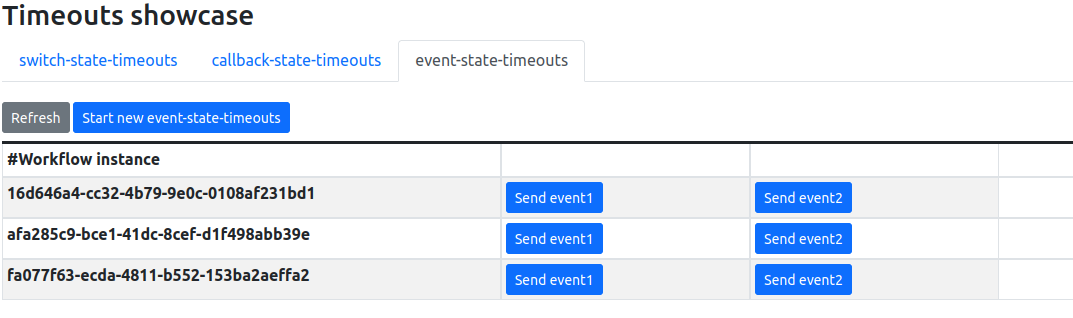 Timeouts showcase
switch-state-timeouts callback-state-timeouts event-state-timeouts
Refresh Start new event-state-timeouts
#Workflow instance
16d646a4-cc32-4b79-9e0c-0108af231bd1 Send event1 Send event2
afa285c9-bce1-41dc-8cef-d1f498abb39e Send event1 Send event2
fa077f63-ecda-4811-b552-153ba2aeffa2 Send event1 Send event2